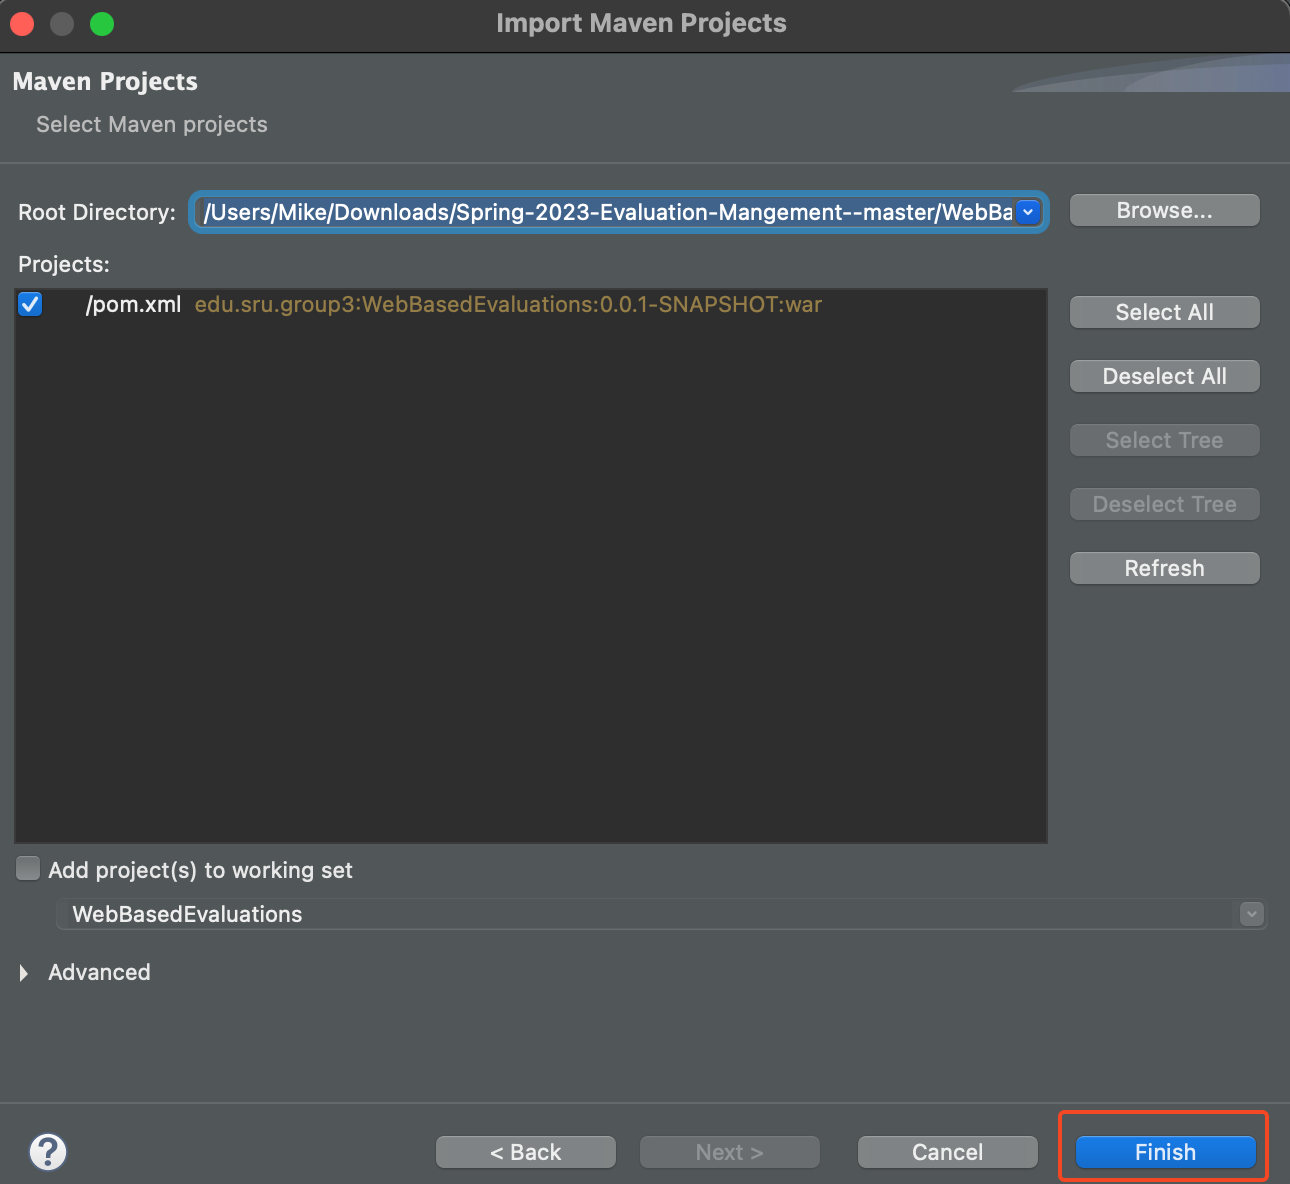 Import Maven Projects
Maven Projects
Select Maven projects
Root Directory: /Users/Mike/Downloads/Spring-2023-Evaluation-Mangement--master/WebBa Browse...
Projects:
/pom.xml edu.sru.group3:WebBasedEvaluations:0.0.1-SNAPSHOT:war
Select All
Deselect All
Select Tree
Deselect Tree
Refresh
Add project(s) to working set
WebBasedEvaluations
Advanced
? < Back Next > Cancel Finish